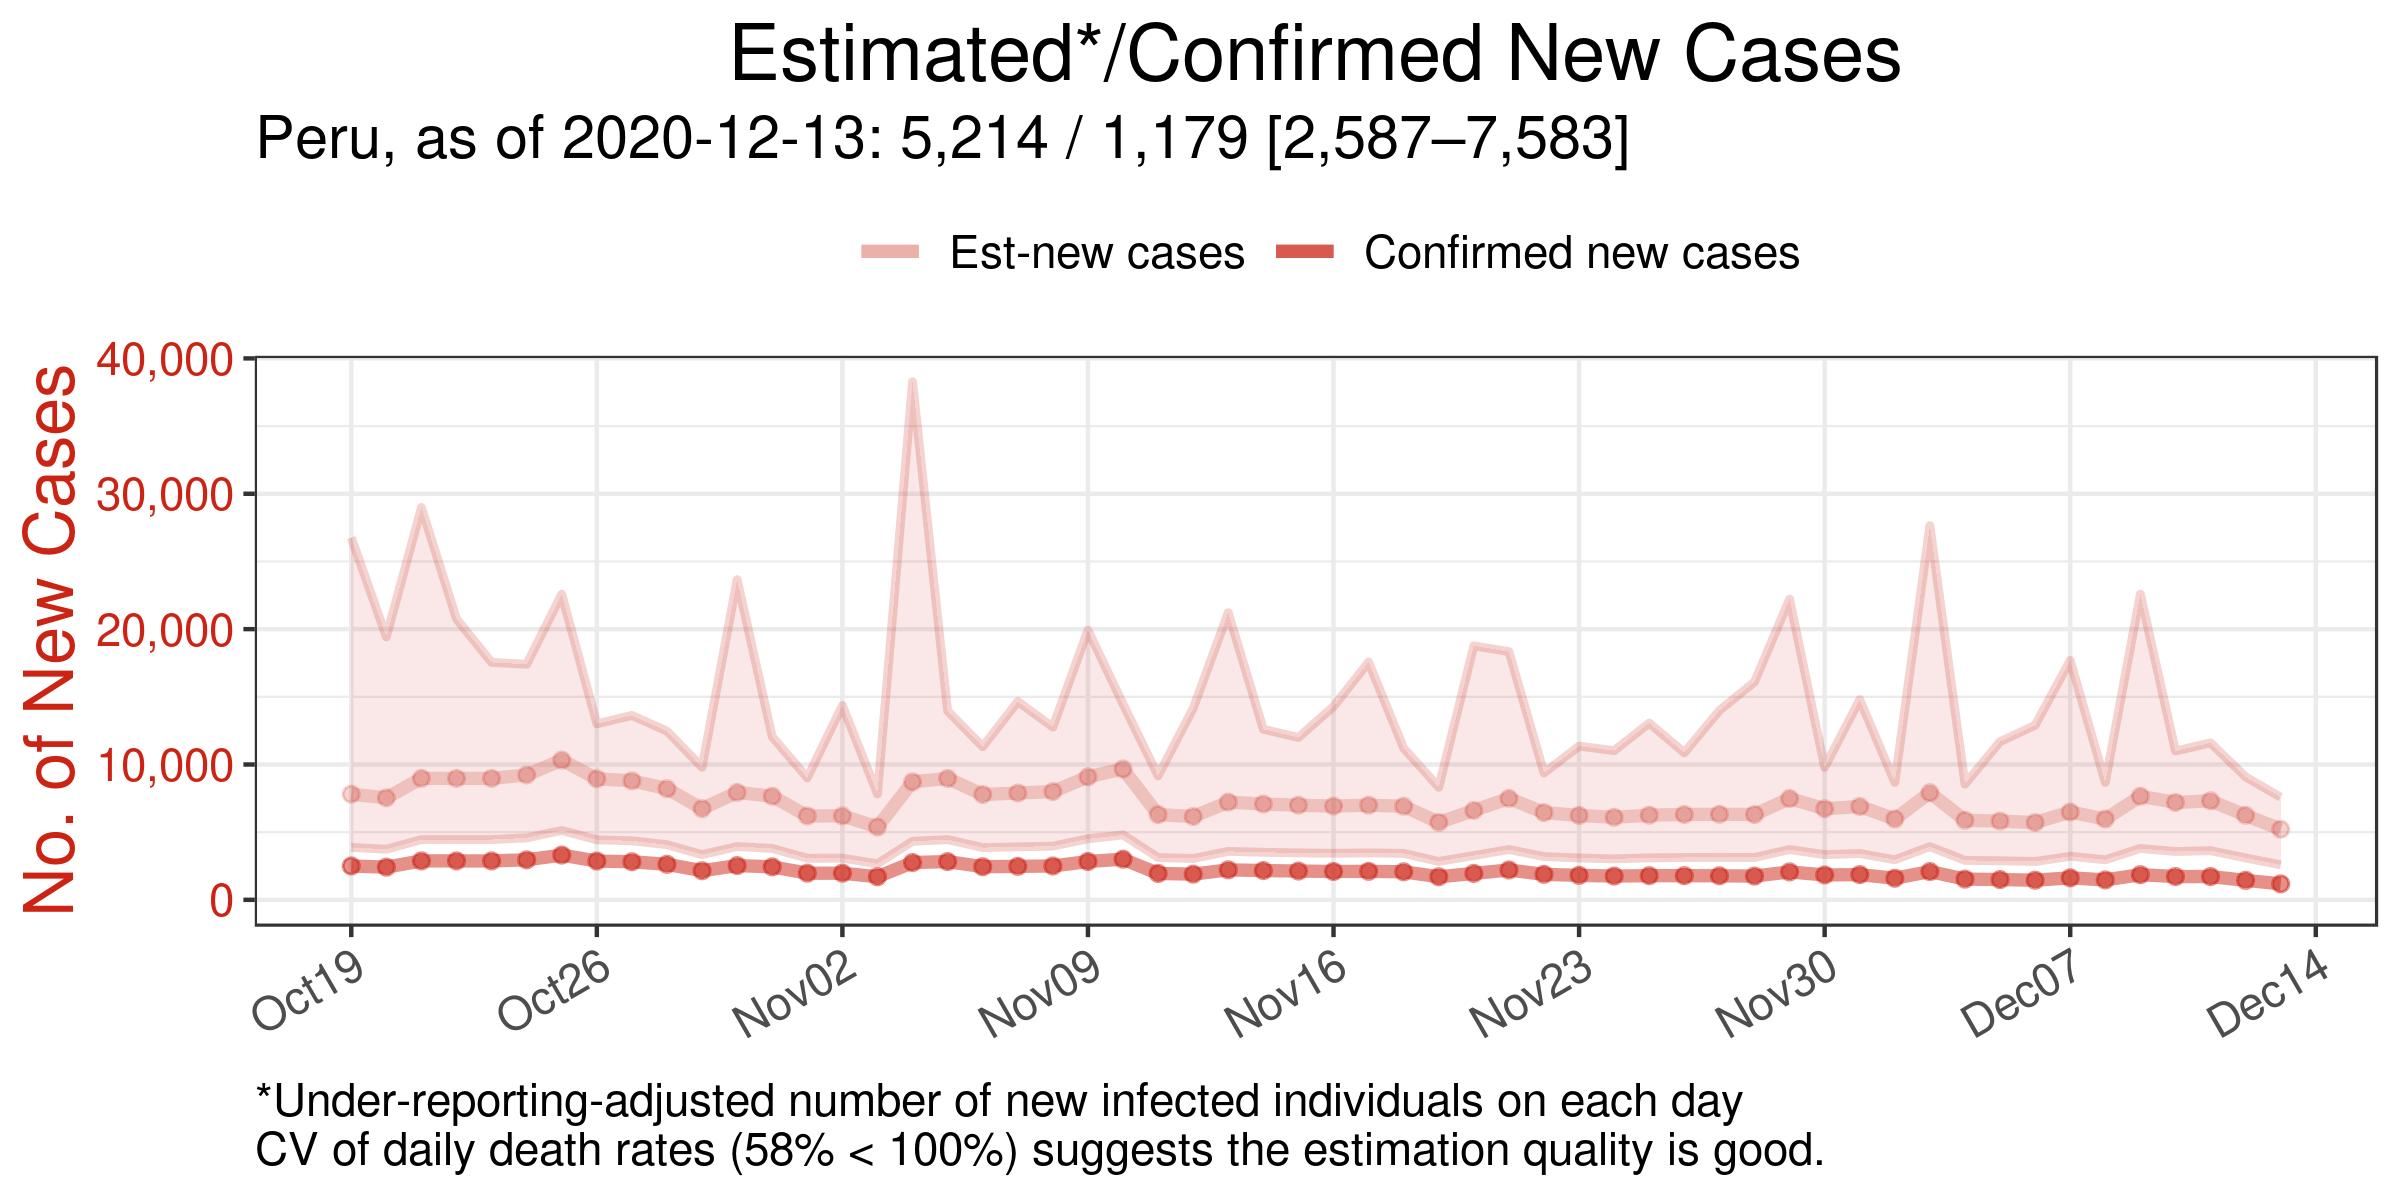 Estimated*/Confirmed New Cases
Peru, as of 2020-12-13: 5,214 / 1,179 [2,587–7,583]
Est-new cases
Confirmed new cases
No. of New Cases
40,000
30,000
20,000
10,000
0
Oct19
Oct26
Nov02
Nov09
Nov16
Nov23
Nov30
Dec07
Dec14
*Under-reporting-adjusted number of new infected individuals on each day
CV of daily death rates (58% < 100%) suggests the estimation quality is good.